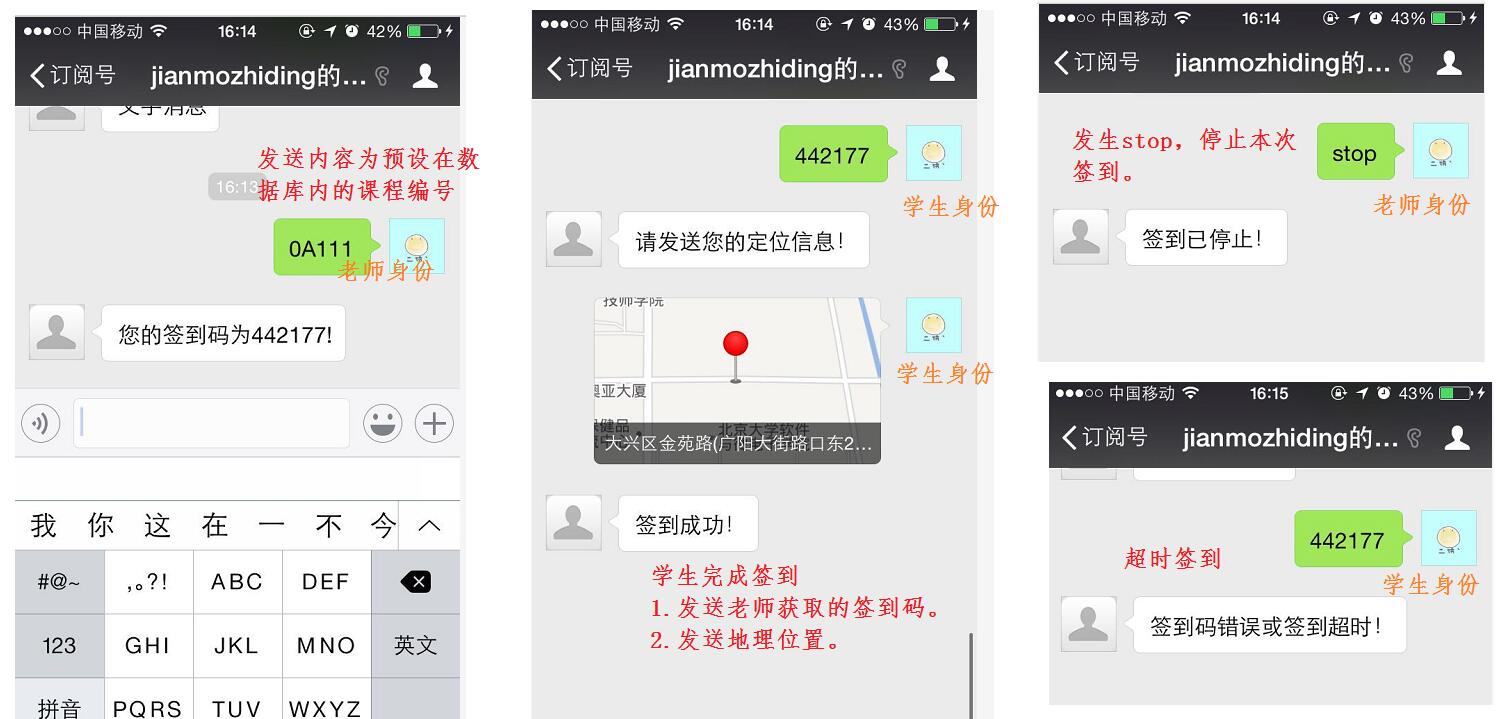 中国移动 16:14 42%
订阅号 jianmozhiding的...
文字消息
发送内容为预设在数
据库内的课程编号
16:13
0A111
老师身份
您的签到码为442177!
我 你 这 在 一 不 今
#@~ ,。?! ABC DEF
123 GHI JKL MNO 英文
拼音 PQRS TUV WXYZ
中国移动 16:14 43%
订阅号 jianmozhiding的...
442177
学生身份
请发送您的定位信息!
技师学院
奥亚大厦
保健品
北京大学软件
大兴区金苑路(广阳大街路口东2...
学生身份
签到成功!
学生完成签到
1.发送老师获取的签到码。
2.发送地理位置。
中国移动 16:14 43%
订阅号 jianmozhiding的...
发生stop，停止本次
签到。
stop
老师身份
签到已停止!
中国移动 16:15 43%
订阅号 jianmozhiding的...
442177
超时签到
学生身份
签到码错误或签到超时!